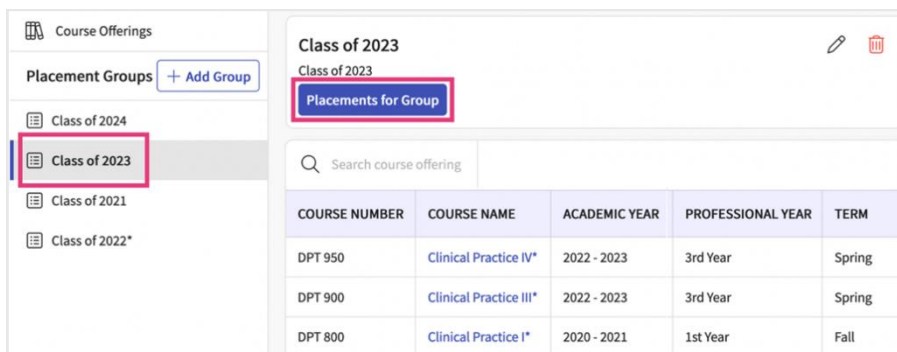 Course Offerings
Placement Groups + Add Group
Class of 2024
Class of 2023
Class of 2021
Class of 2022*
Class of 2023
Class of 2023
Placements for Group
Search course offering
COURSE NUMBER COURSE NAME ACADEMIC YEAR PROFESSIONAL YEAR TERM
DPT 950 Clinical Practice IV* 2022 - 2023 3rd Year Spring
DPT 900 Clinical Practice III* 2022 - 2023 3rd Year Spring
DPT 800 Clinical Practice I* 2020 - 2021 1st Year Fall